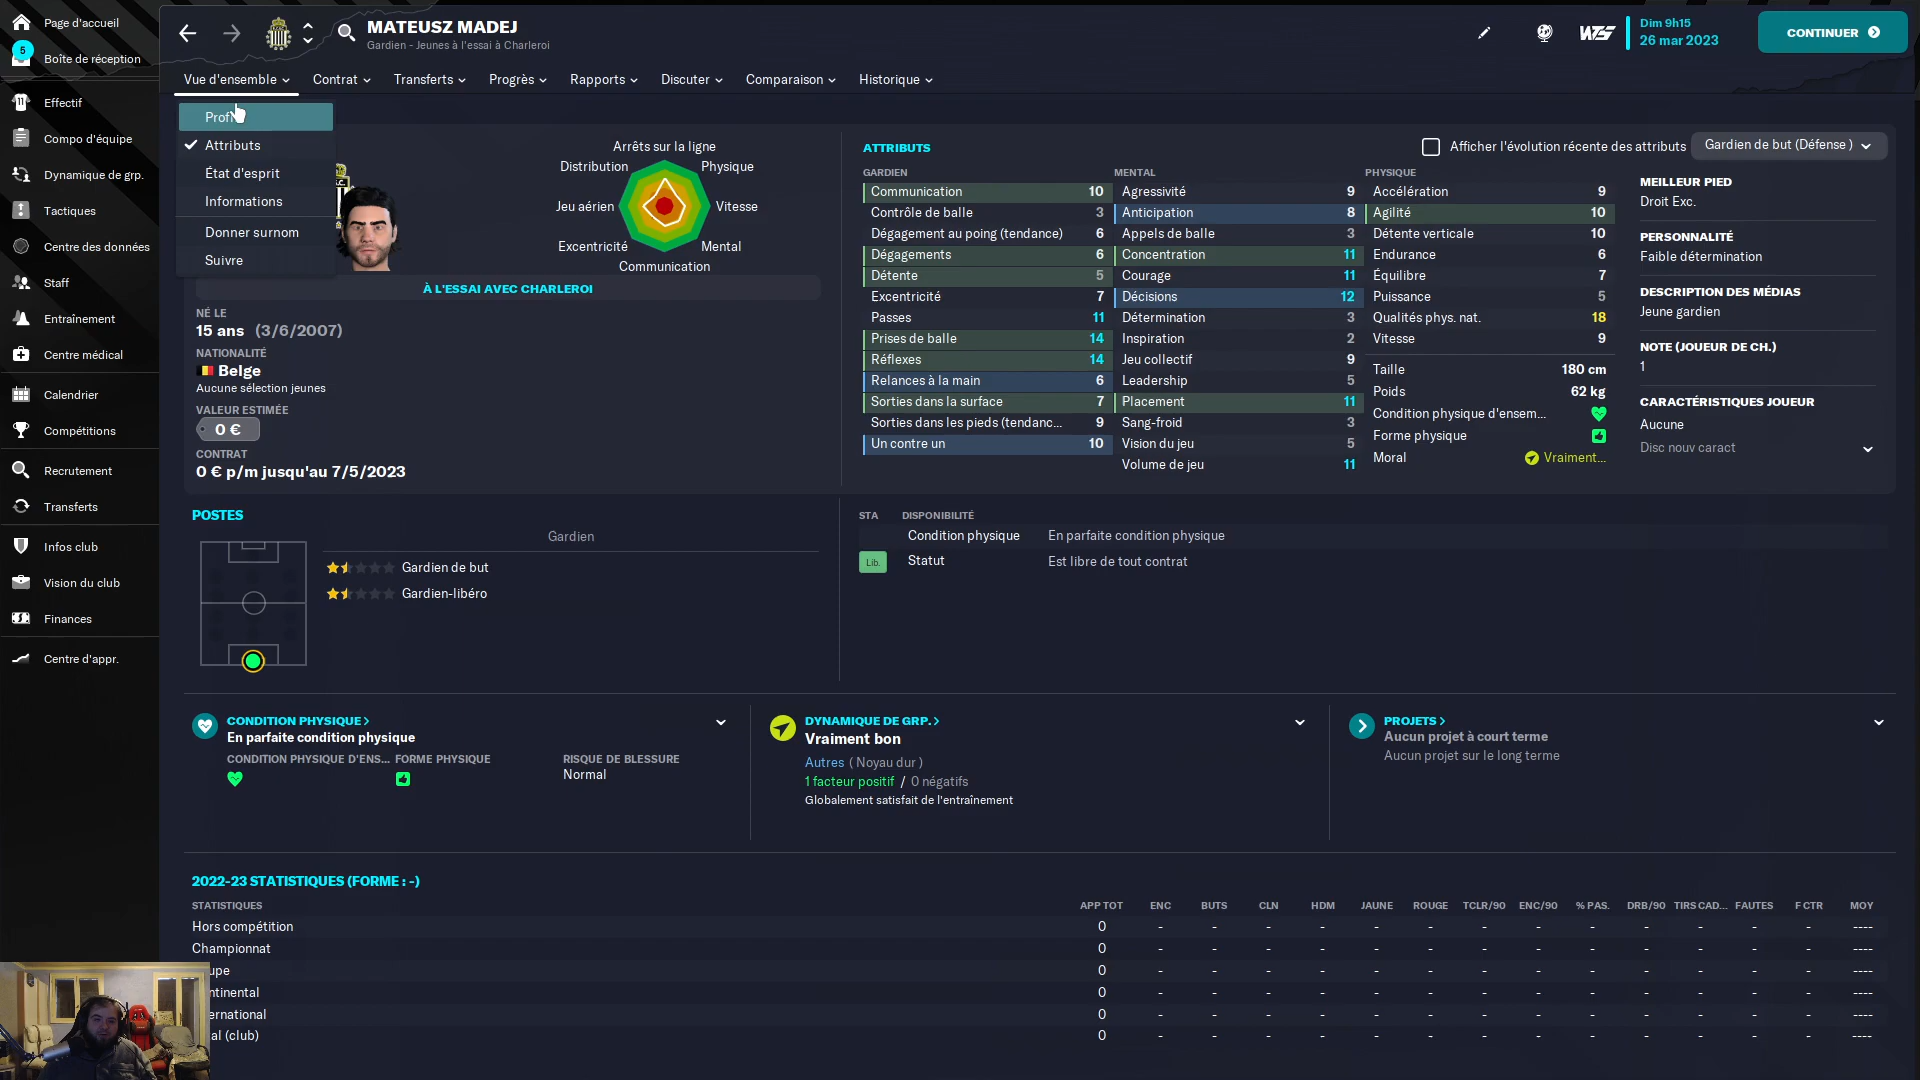 Page d'accueil
5
Boîte de réception
Effectif
Compo d'équipe
Dynamique de grp.
Tactiques
Centre des données
Staff
Entraînement
Centre médical
Calendrier
Compétitions
Recrutement
Transferts
Infos club
Vision du club
Finances
Centre d'appr.
MATEUSZ MADEJ
Gardien - Jeunes à l'essai à Charleroi
Dim 9h15
26 mar 2023
CONTINUER
Vue d'ensemble
Contrat
Transferts
Progrès
Rapports
Discuter
Comparaison
Historique
Attributs
État d'esprit
Informations
Donner surnom
Suivre
Arrêts sur la ligne
Distribution
Physique
Jeu aérien
Vitesse
Excentricité
Mental
Communication
À L'ESSAI AVEC CHARLEROI
NÉ LE
15 ans (3/6/2007)
NATIONALITÉ
Belge
Aucune sélection jeunes
VALEUR ESTIMÉE
0 €
CONTRAT
0 € p/m jusqu'au 7/5/2023
ATTRIBUTS
Afficher l'évolution récente des attributs
Gardien de but (Défense )
GARDIEN
Communication 10
Contrôle de balle 3
Dégagement au poing (tendance) 6
Dégagements 6
Détente 5
Excentricité 7
Passes 11
Prises de balle 14
Réflexes 14
Relances à la main 6
Sorties dans la surface 7
Sorties dans les pieds (tendanc... 9
Un contre un 10
MENTAL
Agressivité 9
Anticipation 8
Appels de balle 3
Concentration 11
Courage 11
Décisions 12
Détermination 3
Inspiration 2
Jeu collectif 9
Leadership 5
Placement 11
Sang-froid 3
Vision du jeu 5
Volume de jeu 11
PHYSIQUE
Accélération 9
Agilité 10
Détente verticale 10
Endurance 6
Équilibre 7
Puissance 5
Qualités phys. nat. 18
Vitesse 9
Taille 180 cm
Poids 62 kg
Condition physique d'ensem...
Forme physique
Moral Vraiment...
MEILLEUR PIED
Droit Exc.
PERSONNALITÉ
Faible détermination
DESCRIPTION DES MÉDIAS
Jeune gardien
NOTE (JOUEUR DE CH.)
1
CARACTÉRISTIQUES JOUEUR
Aucune
Disc nouv caract
POSTES
Gardien
Gardien de but
Gardien-libéro
STA DISPONIBILITÉ
Condition physique En parfaite condition physique
Lib. Statut Est libre de tout contrat
CONDITION PHYSIQUE >
En parfaite condition physique
CONDITION PHYSIQUE D'ENS... FORME PHYSIQUE RISQUE DE BLESSURE
Normal
DYNAMIQUE DE GRP. >
Vraiment bon
Autres ( Noyau dur )
1 facteur positif / 0 négatifs
Globalement satisfait de l'entraînement
PROJETS >
Aucun projet à court terme
Aucun projet sur le long terme
2022-23 STATISTIQUES (FORME : -)
STATISTIQUES APP TOT ENC BUTS CLN HDM JAUNE ROUGE TCLR/90 ENC/90 % PAS. DRB/90 TIRS CAD... FAUTES F CTR MOY
Hors compétition 0 - - - - - - - - - - - - - ----
Championnat 0 - - - - - - - - - - - - - ----
upe 0 - - - - - - - - - - - - - ----
ntinental 0 - - - - - - - - - - - - - ----
ernational 0 - - - - - - - - - - - - - ----
al (club) 0 - - - - - - - - - - - - - ----